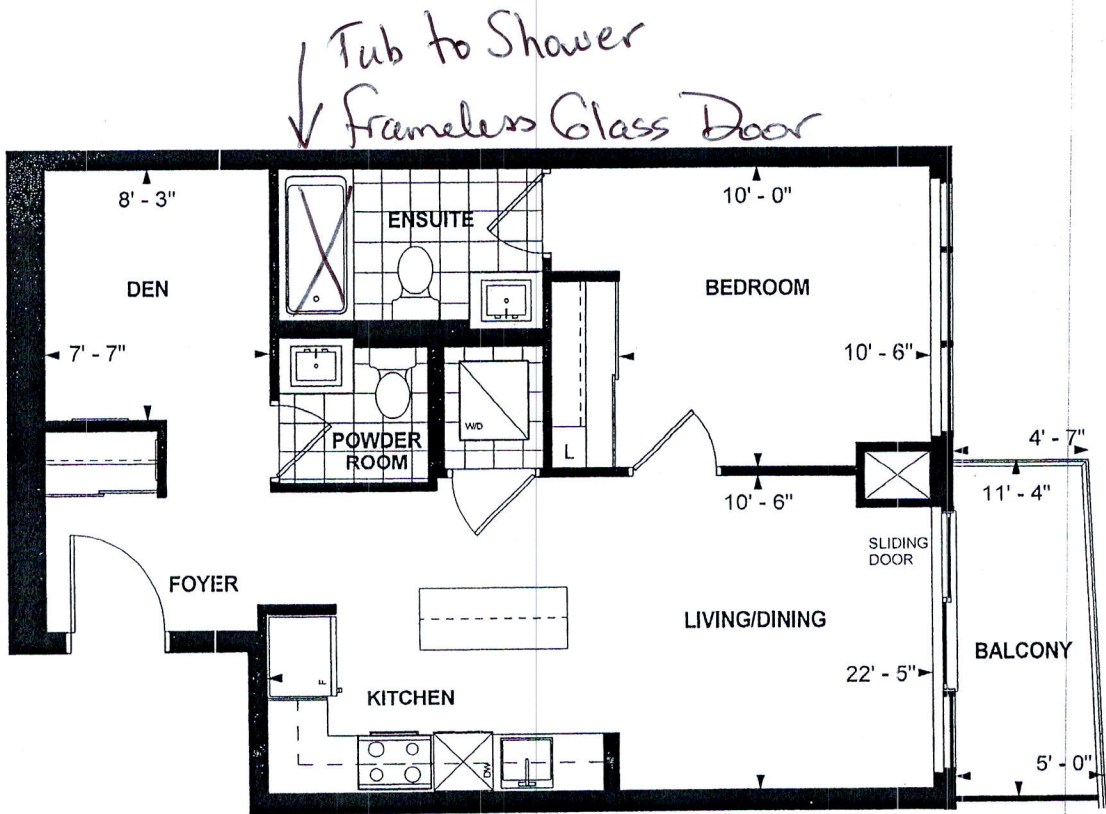 Tub to Shower
frameless Glass Door
8' - 3"
10' - 0"
ENSUITE
DEN
BEDROOM
7' - 7"
10' - 6"
W/D
POWDER
ROOM
L
4' - 7"
11' - 4"
10' - 6"
SLIDING
DOOR
FOYER
LIVING/DINING
BALCONY
22' - 5"
F
KITCHEN
DW
5' - 0"